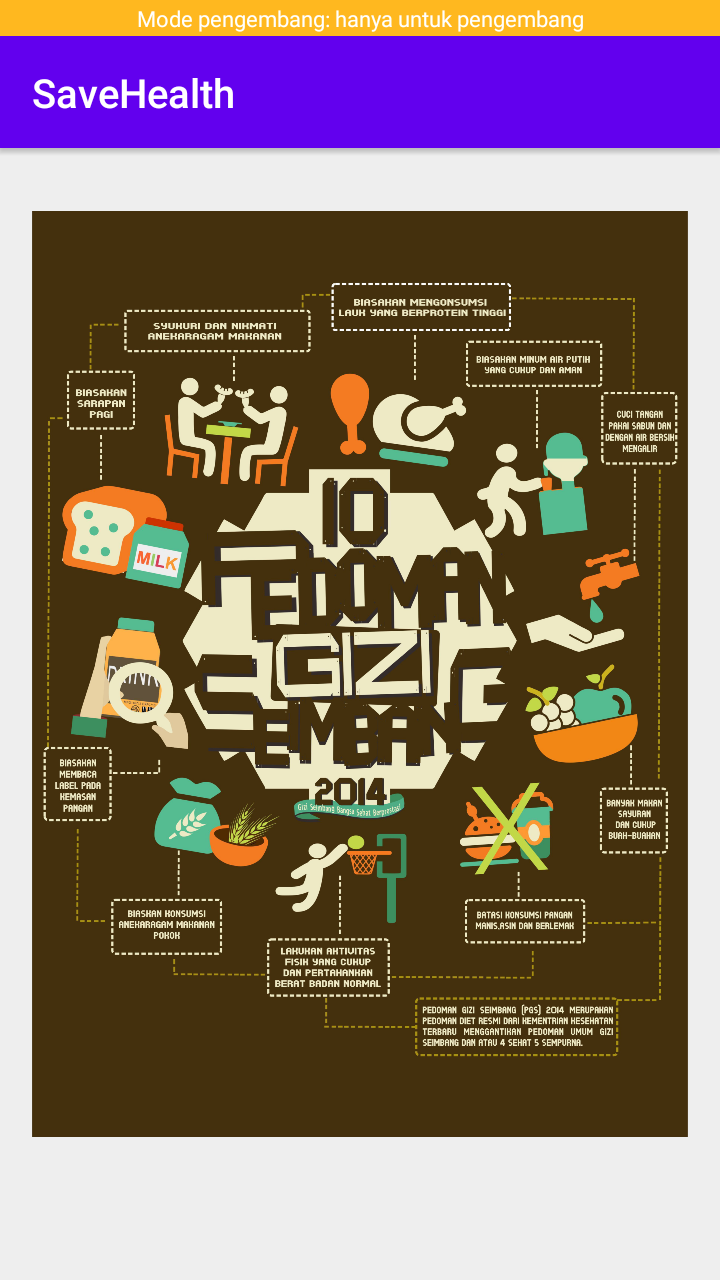 Mode pengembang: hanya untuk pengembang
SaveHealth
BIASAKAN MENGONSUMSI
LAUK YANG BERPROTEIN TINGGI
SYUKURI DAN NIKMATI
ANEKARAGAM MAKANAN
BIASAKAN MINUM AIR PUTIH
YANG CUKUP DAN AMAN
BIASAKAN
SARAPAN
PAGI
CUCI TANGAN
PAKAI SABUN DAN
DENGAN AIR BERSIH
MENGALIR
MILK
10
PEDOMAN
GIZI
SEIMBANG
2014
Gizi Seimbang Bangsa Sehat Berprestasi
BIASAKAN
MEMBACA
LABEL PADA
KEMASAN
PANGAN
BANYAK MAKAN
SAYURAN
DAN CUKUP
BUAH-BUAHAN
BIASKAN KONSUMSI
ANEKARAGAM MAKANAN
POKOK
BATASI KONSUMSI PANGAN
MANIS,ASIN DAN BERLEMAK
LAKUKAN AKTIVITAS
FISIK YANG CUKUP
DAN PERTAHANKAN
BERAT BADAN NORMAL
PEDOMAN GIZI SEIMBANG (PGS) 2014 MERUPAKAN
PEDOMAN DIET RESMI DARI KEMENTRIAN KESEHATAN
TERBARU MENGGANTIKAN PEDOMAN UMUM GIZI
SEIMBANG DAN ATAU 4 SEHAT 5 SEMPURNA.